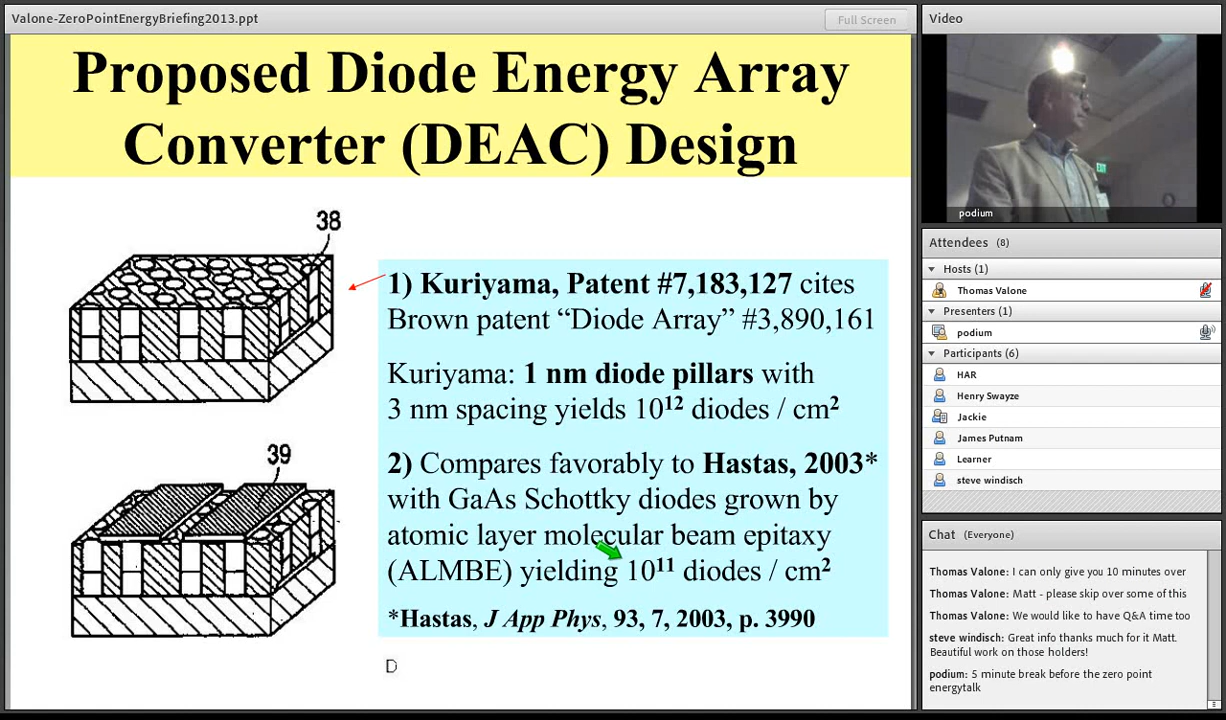 Valone-ZeroPointEnergyBriefing2013.ppt
Full Screen
Proposed Diode Energy Array
Converter (DEAC) Design
38
39
1) Kuriyama, Patent #7,183,127 cites
Brown patent “Diode Array” #3,890,161
Kuriyama: 1 nm diode pillars with
3 nm spacing yields 10¹² diodes / cm²
2) Compares favorably to Hastas, 2003*
with GaAs Schottky diodes grown by
atomic layer molecular beam epitaxy
(ALMBE) yielding 10¹¹ diodes / cm²
*Hastas, J App Phys, 93, 7, 2003, p. 3990
D
Video
EXIT
podium
Attendees (8)
Hosts (1)
Thomas Valone
Presenters (1)
podium
Participants (6)
HAR
Henry Swayze
Jackie
James Putnam
Learner
steve windisch
Chat (Everyone)
Thomas Valone: I can only give you 10 minutes over
Thomas Valone: Matt - please skip over some of this
Thomas Valone: We would like to have Q&A time too
steve windisch: Great info thanks much for it Matt.
Beautiful work on those holders!
podium: 5 minute break before the zero point
energytalk